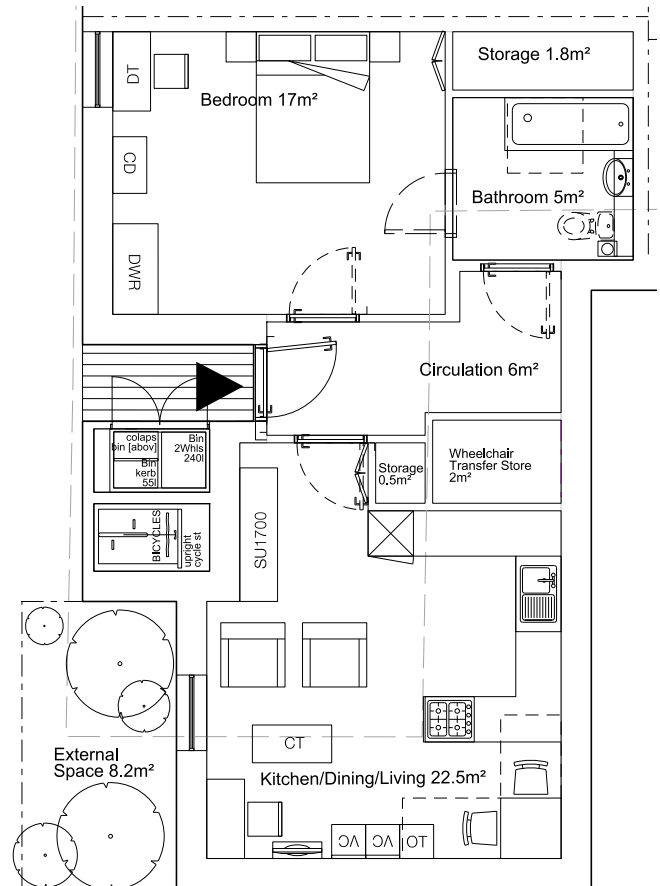 Storage 1.8m²
DT
Bedroom 17m²
CD
Bathroom 5m²
DWR
Circulation 6m²
colaps
bin [abov]
Bin
kerb
55l
Bin
2Whls
240l
Storage
0.5m²
Wheelchair
Transfer Store
2m²
BICYCLES
upright
cycle st
SU1700
CT
External
Space 8.2m²
Kitchen/Dining/Living 22.5m²
VC
VC
TO